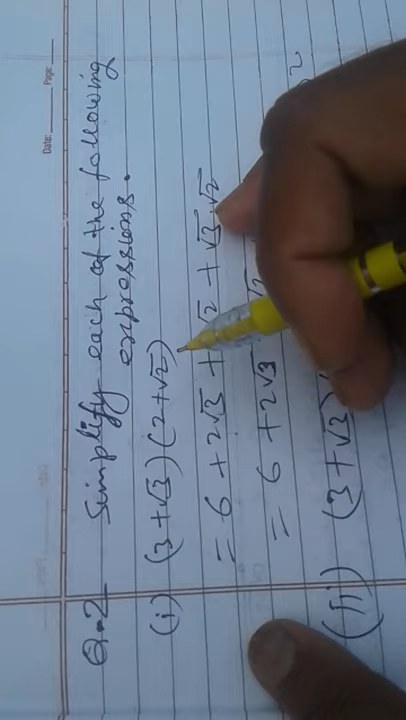 Date: Page:
Q.2 Simplify each of the following
expressions.
(i) (3+√3)(2+√2)
= 6 + 2√3 + √2 + √3 √2
= 6 + 2√3
(ii) (3+√3)